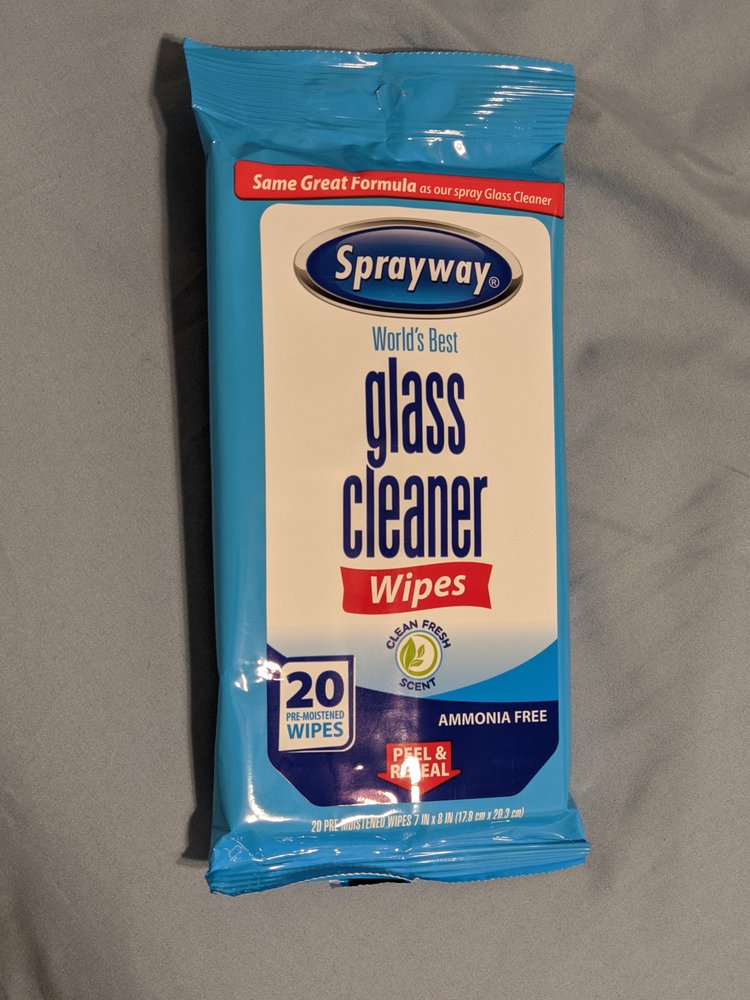 Same Great Formula as our spray Glass Cleaner
Sprayway®
World's Best
glass
cleaner
Wipes
CLEAN FRESH
SCENT
20
PRE-MOISTENED
WIPES
AMMONIA FREE
PEEL &
REVEAL
20 PRE-MOISTENED WIPES 7 IN x 8 IN (17.8 cm x 20.3 cm)